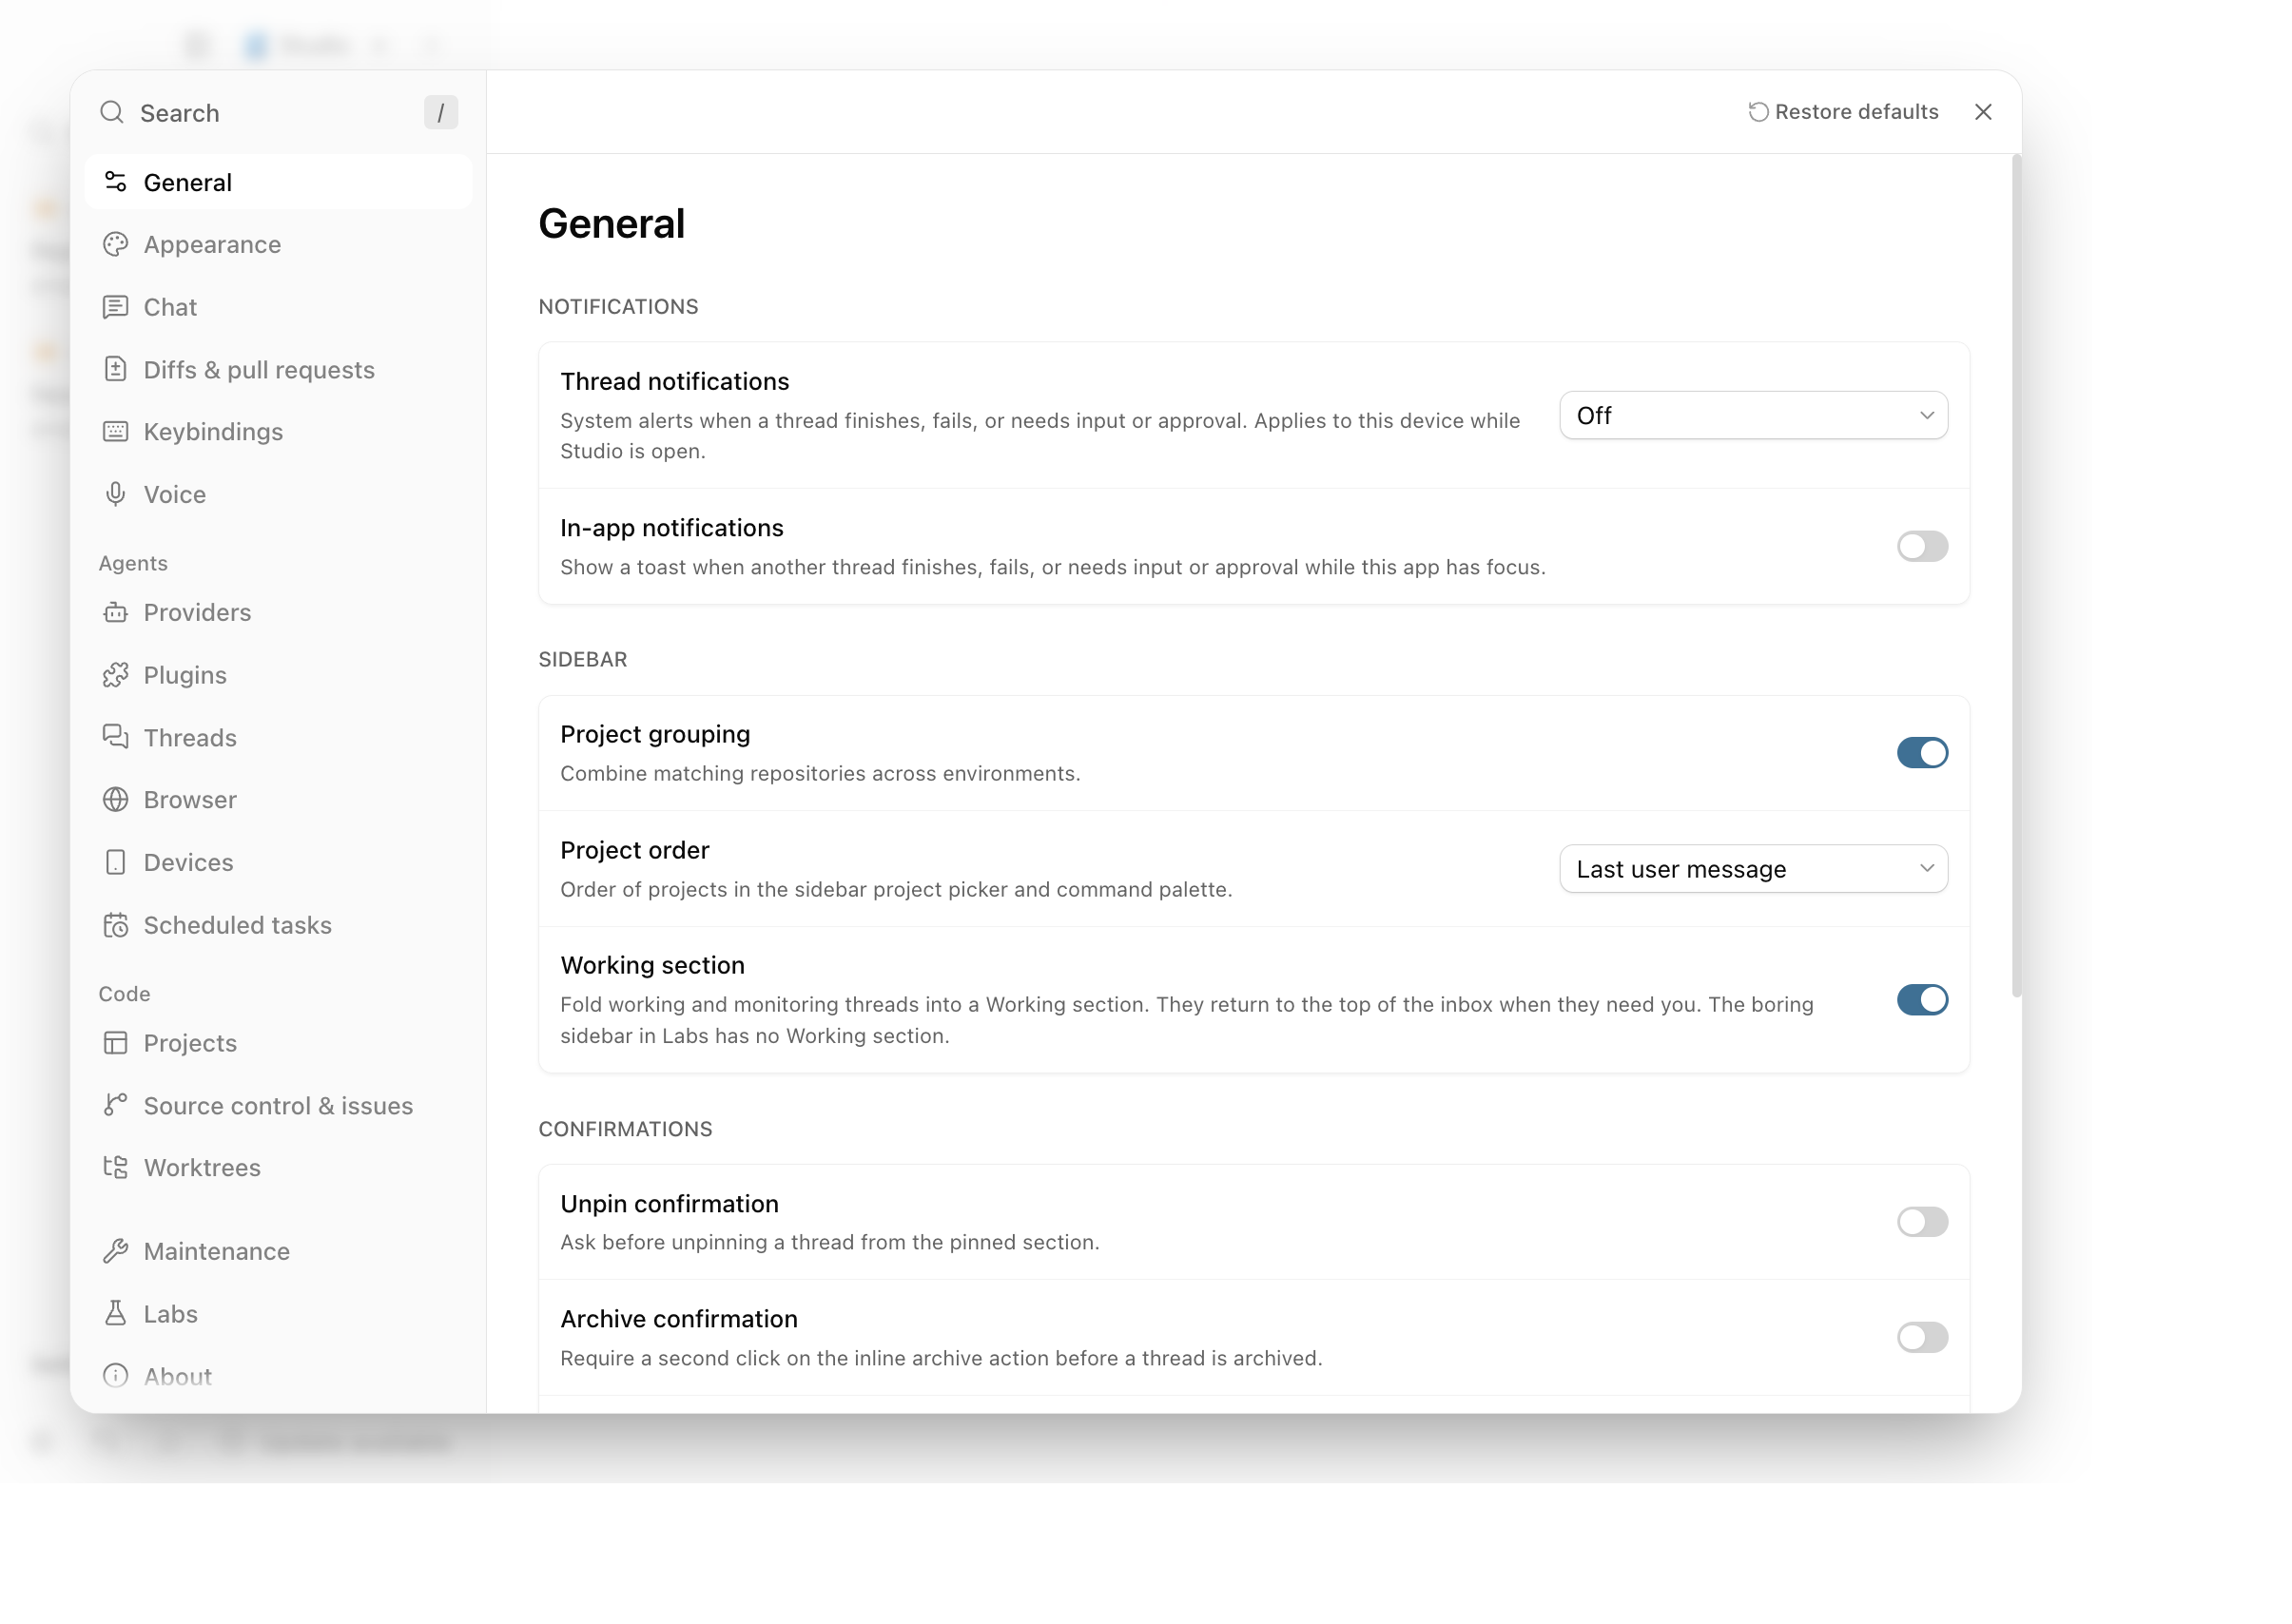 Search
/
Restore defaults
General
Appearance
Chat
Diffs & pull requests
Keybindings
Voice
Agents
Providers
Plugins
Threads
Browser
Devices
Scheduled tasks
Code
Projects
Source control & issues
Worktrees
Maintenance
Labs
About
General
NOTIFICATIONS
Thread notifications
System alerts when a thread finishes, fails, or needs input or approval. Applies to this device while
Studio is open.
Off
In-app notifications
Show a toast when another thread finishes, fails, or needs input or approval while this app has focus.
SIDEBAR
Project grouping
Combine matching repositories across environments.
Project order
Order of projects in the sidebar project picker and command palette.
Last user message
Working section
Fold working and monitoring threads into a Working section. They return to the top of the inbox when they need you. The boring
sidebar in Labs has no Working section.
CONFIRMATIONS
Unpin confirmation
Ask before unpinning a thread from the pinned section.
Archive confirmation
Require a second click on the inline archive action before a thread is archived.